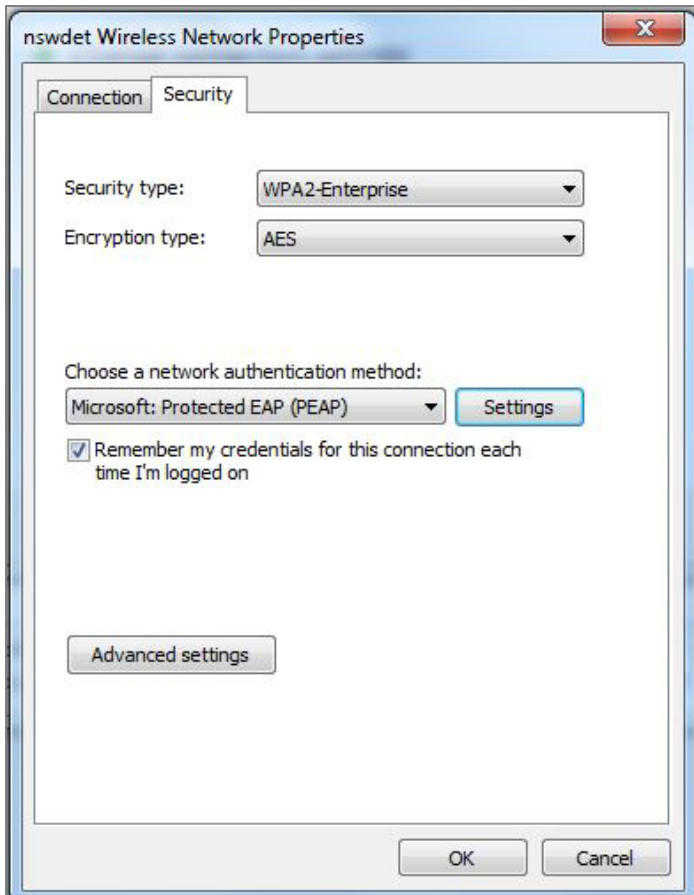 nswdet Wireless Network Properties
Connection Security
Security type: WPA2-Enterprise
Encryption type: AES
Choose a network authentication method:
Microsoft: Protected EAP (PEAP) Settings
Remember my credentials for this connection each
time I'm logged on
Advanced settings
OK Cancel